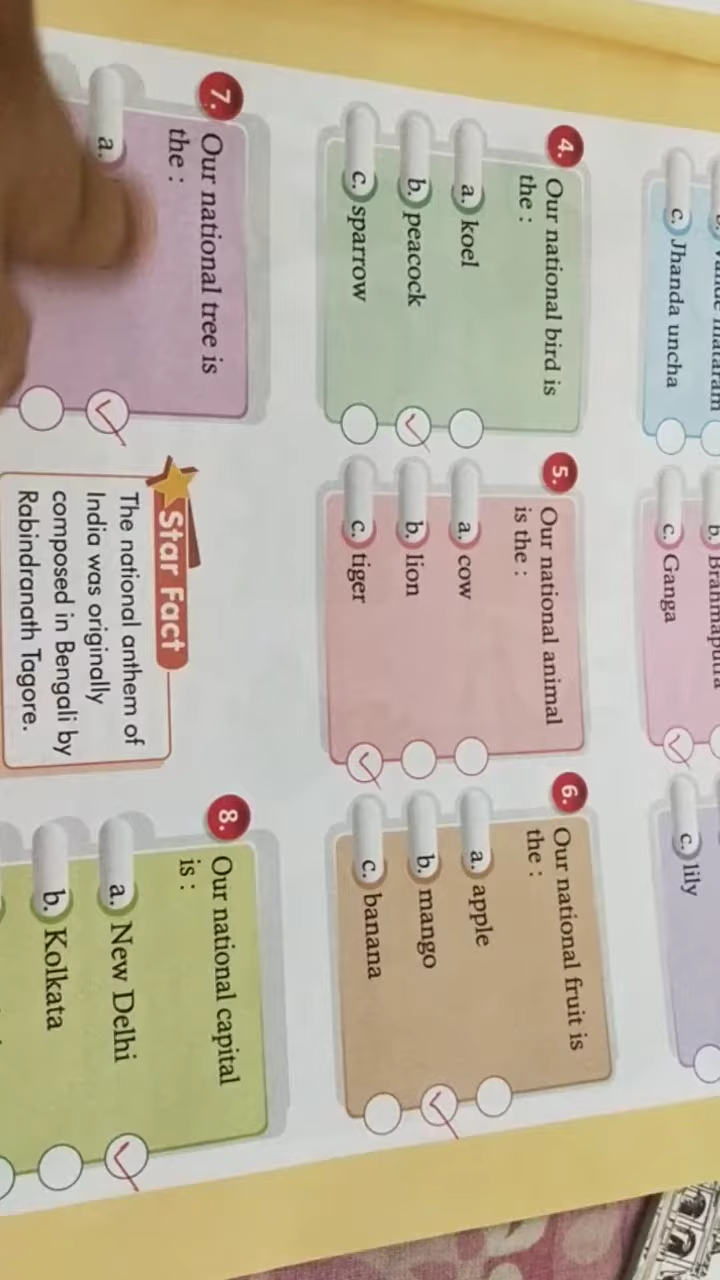 mataram
c. Jhanda uncha
b. Brahmaputra
c. Ganga
c. lily
4. Our national bird is
the :
a. koel
b. peacock
c. sparrow
5. Our national animal
is the :
a. cow
b. lion
c. tiger
6. Our national fruit is
the :
a. apple
b. mango
c. banana
7. Our national tree is
the :
a.
Star Fact
The national anthem of
India was originally
composed in Bengali by
Rabindranath Tagore.
8. Our national capital
is :
a. New Delhi
b. Kolkata